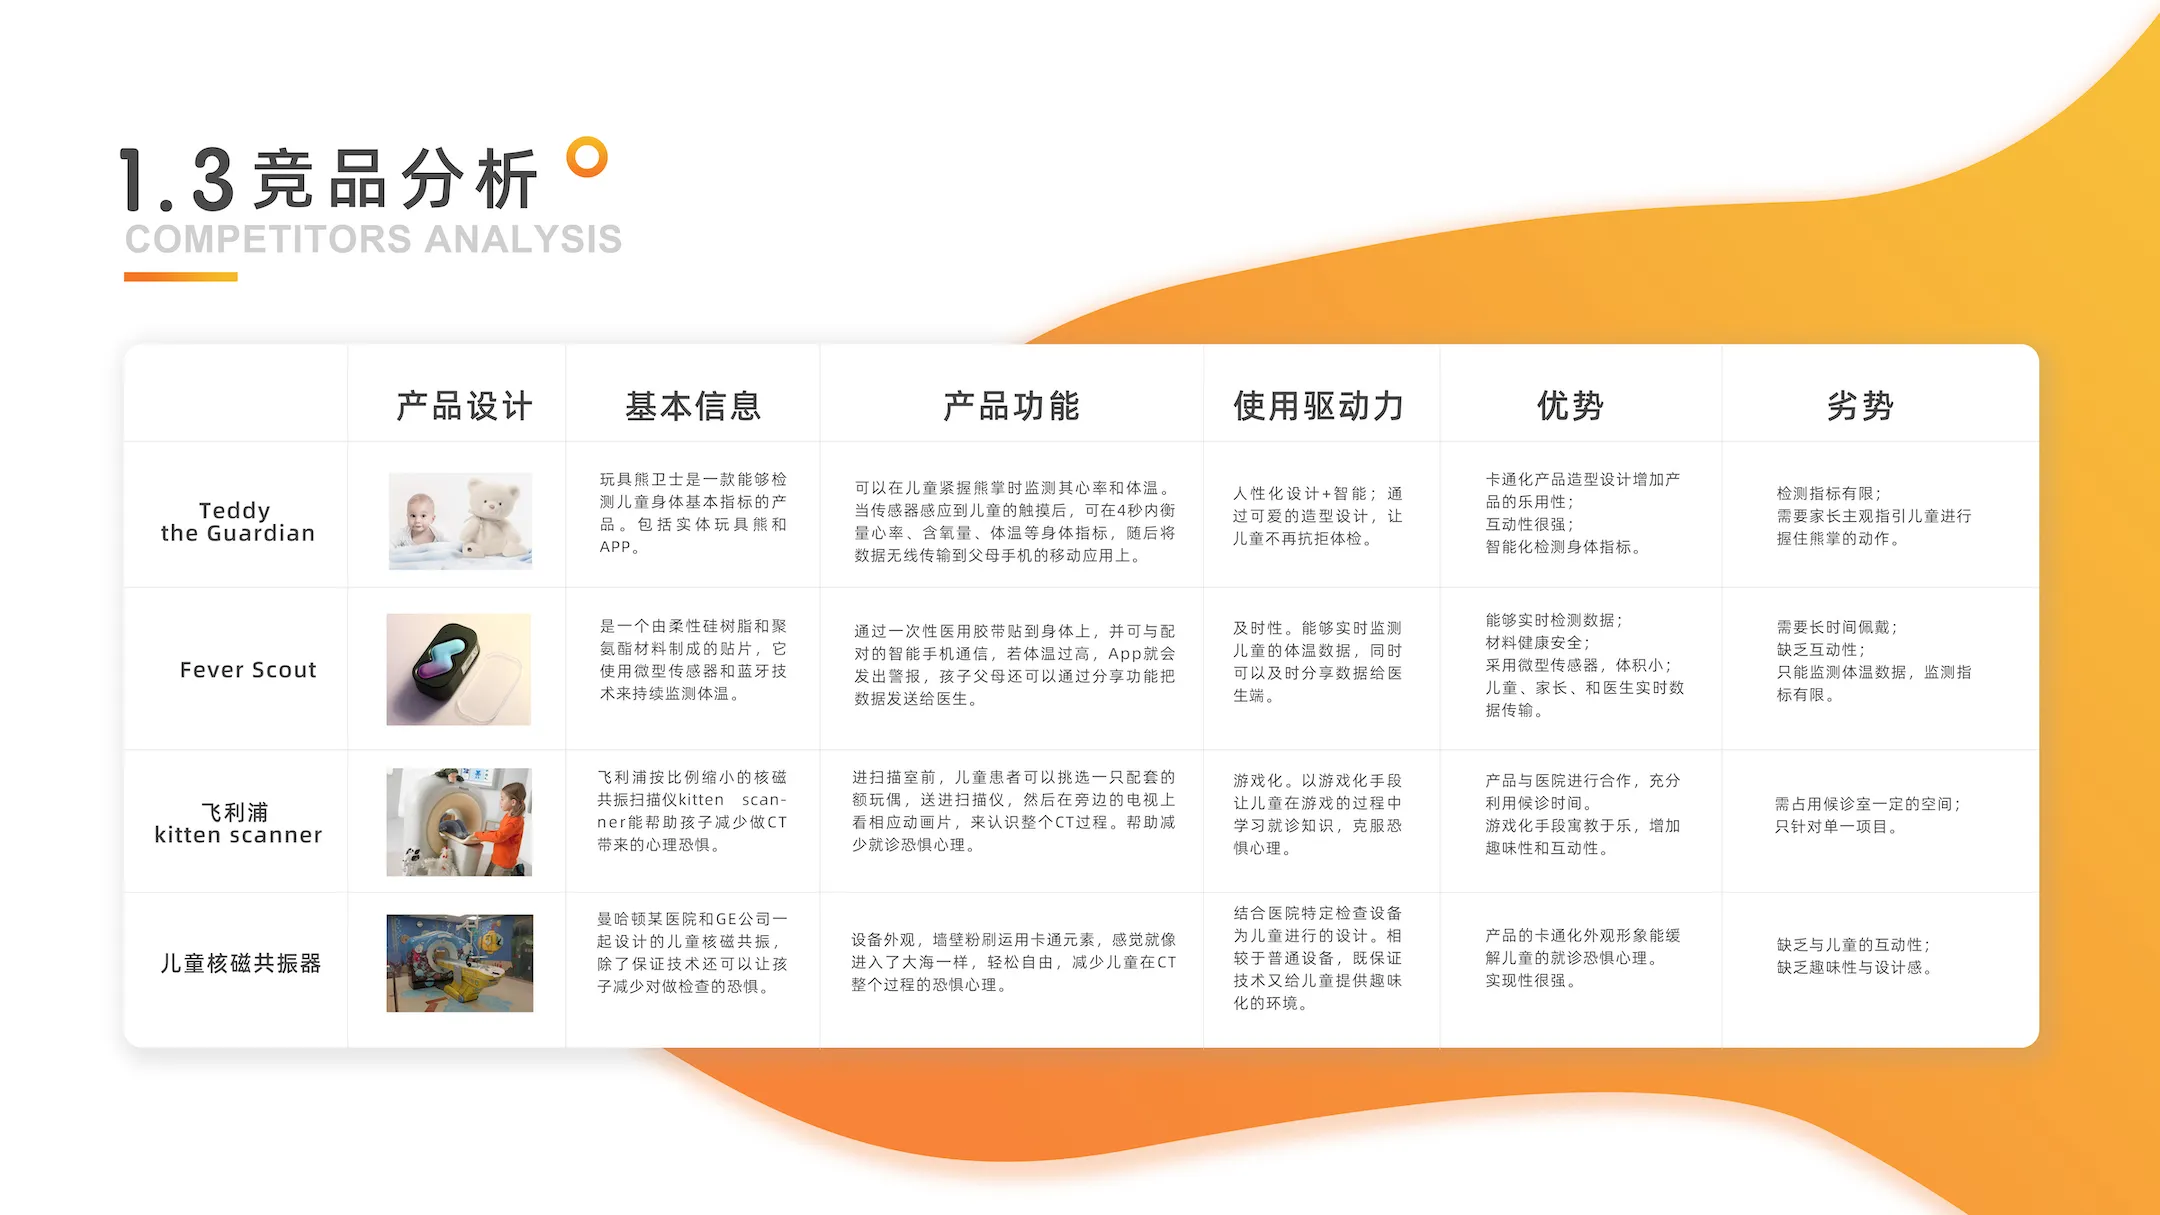 1.3竞品分析
COMPETITORS ANALYSIS
产品设计
基本信息
产品功能
使用驱动力
优势
劣势
Teddy
the Guardian
玩具熊卫士是一款能够检
测儿童身体基本指标的产
品。包括实体玩具熊和
APP。
可以在儿童紧握熊掌时监测其心率和体温。
当传感器感应到儿童的触摸后，可在4秒内衡
量心率、含氧量、体温等身体指标，随后将
数据无线传输到父母手机的移动应用上。
人性化设计+智能；通
过可爱的造型设计，让
儿童不再抗拒体检。
卡通化产品造型设计增加产
品的乐用性；
互动性很强；
智能化检测身体指标。
检测指标有限；
需要家长主观指引儿童进行
握住熊掌的动作。
Fever Scout
是一个由柔性硅树脂和聚
氨酯材料制成的贴片，它
使用微型传感器和蓝牙技
术来持续监测体温。
通过一次性医用胶带贴到身体上，并可与配
对的智能手机通信，若体温过高，App就会
发出警报，孩子父母还可以通过分享功能把
数据发送给医生。
及时性。能够实时监测
儿童的体温数据，同时
可以及时分享数据给医
生端。
能够实时检测数据；
材料健康安全；
采用微型传感器，体积小；
儿童、家长、和医生实时数
据传输。
需要长时间佩戴；
缺乏互动性；
只能监测体温数据，监测指
标有限。
飞利浦
kitten scanner
飞利浦按比例缩小的核磁
共振扫描仪kitten scan-
ner能帮助孩子减少做CT
带来的心理恐惧。
进扫描室前，儿童患者可以挑选一只配套的
额玩偶，送进扫描仪，然后在旁边的电视上
看相应动画片，来认识整个CT过程。帮助减
少就诊恐惧心理。
游戏化。以游戏化手段
让儿童在游戏的过程中
学习就诊知识，克服恐
惧心理。
产品与医院进行合作，充分
利用候诊时间。
游戏化手段寓教于乐，增加
趣味性和互动性。
需占用候诊室一定的空间；
只针对单一项目。
儿童核磁共振器
曼哈顿某医院和GE公司一
起设计的儿童核磁共振，
除了保证技术还可以让孩
子减少对做检查的恐惧。
设备外观，墙壁粉刷运用卡通元素，感觉就像
进入了大海一样，轻松自由，减少儿童在CT
整个过程的恐惧心理。
结合医院特定检查设备
为儿童进行的设计。相
较于普通设备，既保证
技术又给儿童提供趣味
化的环境。
产品的卡通化外观形象能缓
解儿童的就诊恐惧心理。
实现性很强。
缺乏与儿童的互动性；
缺乏趣味性与设计感。